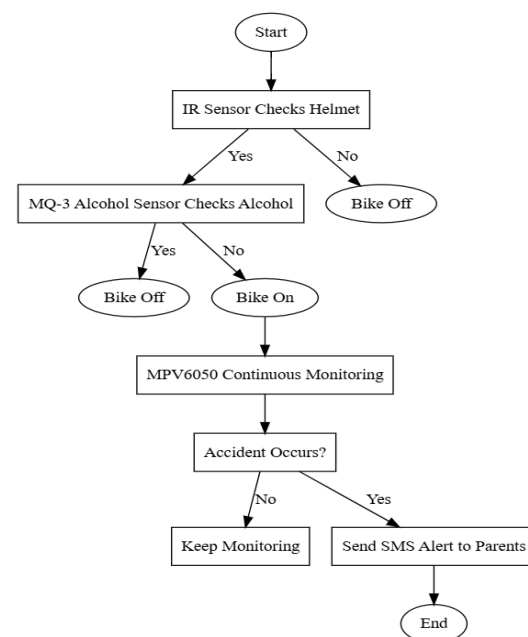 Start
IR Sensor Checks Helmet
Yes
No
MQ-3 Alcohol Sensor Checks Alcohol
Bike Off
Yes
No
Bike Off
Bike On
MPV6050 Continuous Monitoring
Accident Occurs?
No
Yes
Keep Monitoring
Send SMS Alert to Parents
End